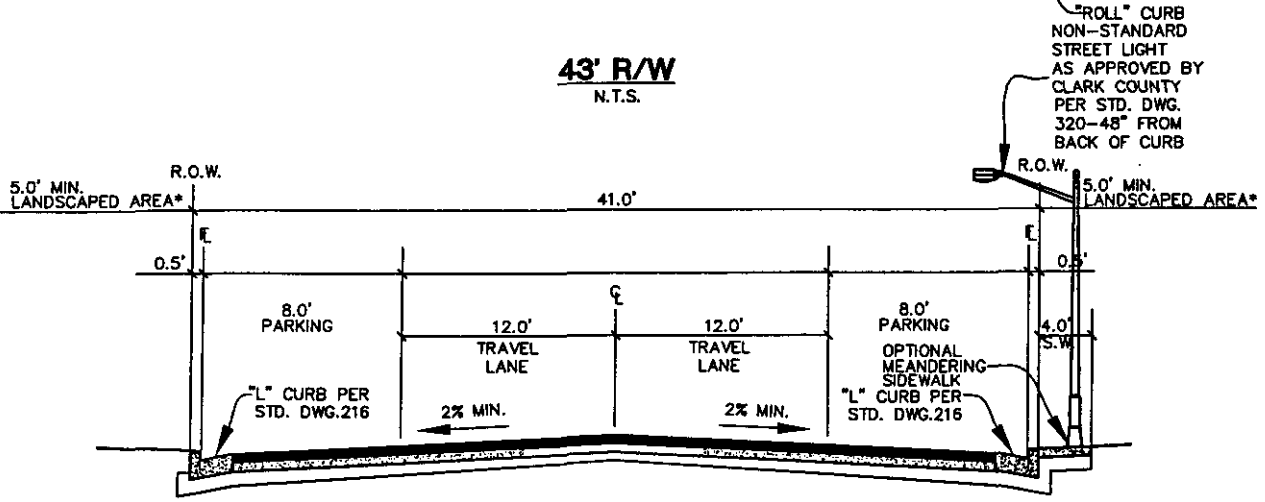 "ROLL" CURB
NON-STANDARD
STREET LIGHT
AS APPROVED BY
CLARK COUNTY
PER STD. DWG.
320-48" FROM
BACK OF CURB
43' R/W
N.T.S.
R.O.W.
R.O.W.
5.0' MIN.
LANDSCAPED AREA*
41.0'
5.0' MIN.
LANDSCAPED AREA*
0.5'
0.5'
8.0'
PARKING
℄
12.0'
TRAVEL
LANE
12.0'
TRAVEL
LANE
8.0'
PARKING
4.0'
S.W.
OPTIONAL
MEANDERING
SIDEWALK
"L" CURB PER
STD. DWG.216
2% MIN.
2% MIN.
"L" CURB PER
STD. DWG.216